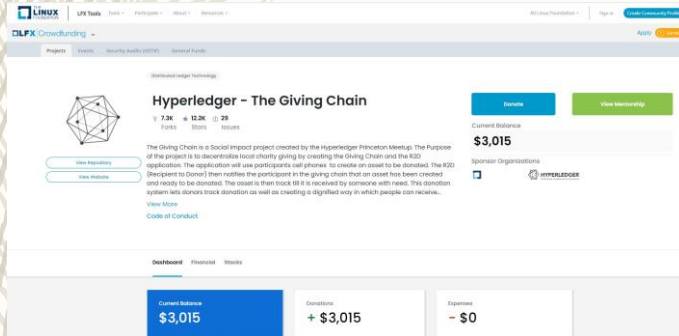 THE
LINUX
FOUNDATION
LFX Tools
Tools
Participate
About
Resources
All Linux Foundation
Sign in
Create Community Profile
LFX Crowdfunding
Apply
Projects
Events
Security Audits (OSTIF)
General Funds
Distributed Ledger Technology
Hyperledger - The Giving Chain
7.3K
12.2K
29
Forks
Stars
Issues
The Giving Chain is a Social Impact project created by the Hyperledger Princeton Meetup. The Purpose
of the project is to decentralize local charity giving by creating the Giving Chain and the R2D
application. The application will use participants cell phones to create an asset to be donated. The R2D
(Recipient to Donor) then notifies the participant in the giving chain that an asset has been created
and ready to be donated. The asset is then track till it is received by someone with need. This donation
system lets donors track donation as well as creating a dignified way in which people can receive...
View More
Code of Conduct
View Repository
View Website
Donate
View Mentorship
Current Balance
$3,015
Sponsor Organizations
HYPERLEDGER
Dashboard
Financial
Stacks
Current Balance
$3,015
Donations
+ $3,015
Expenses
- $0